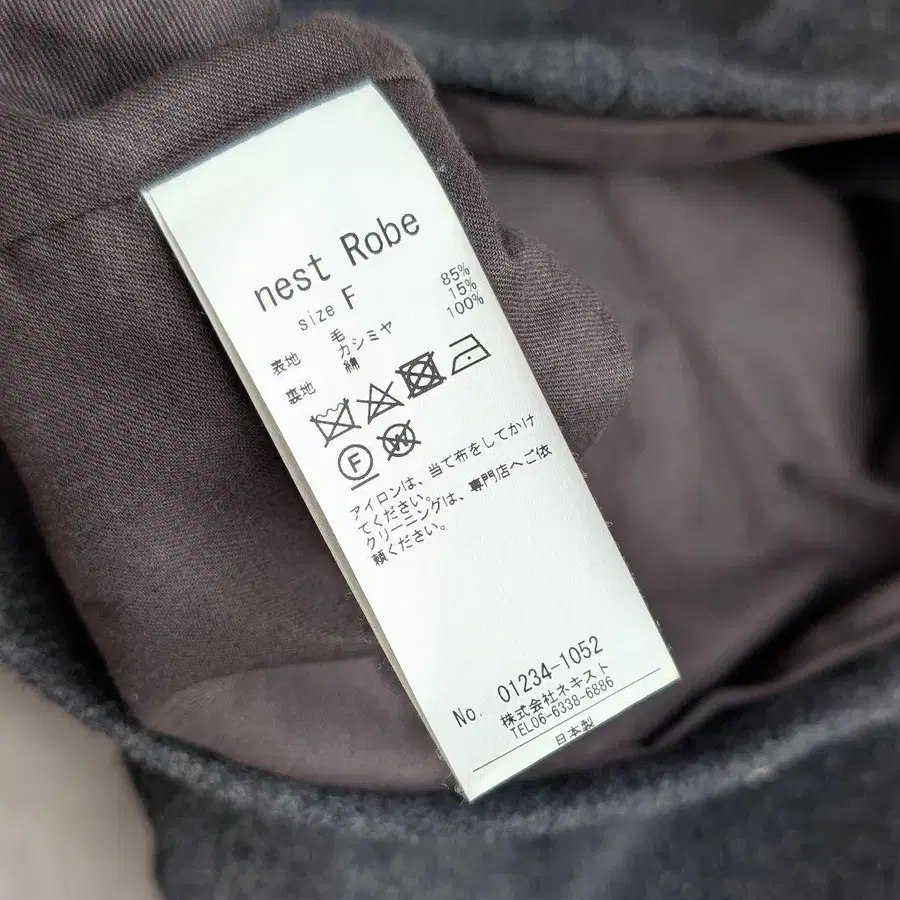 nest Robe
size F
表地 毛 85%
カシミヤ 15%
裏地 綿 100%
F W
アイロンは、当て布をしてかけ
てください。
クリーニングは、専門店へご依
頼ください。
No. 01234-1052
株式会社ネキスト
TEL06-6338-6886
日本製